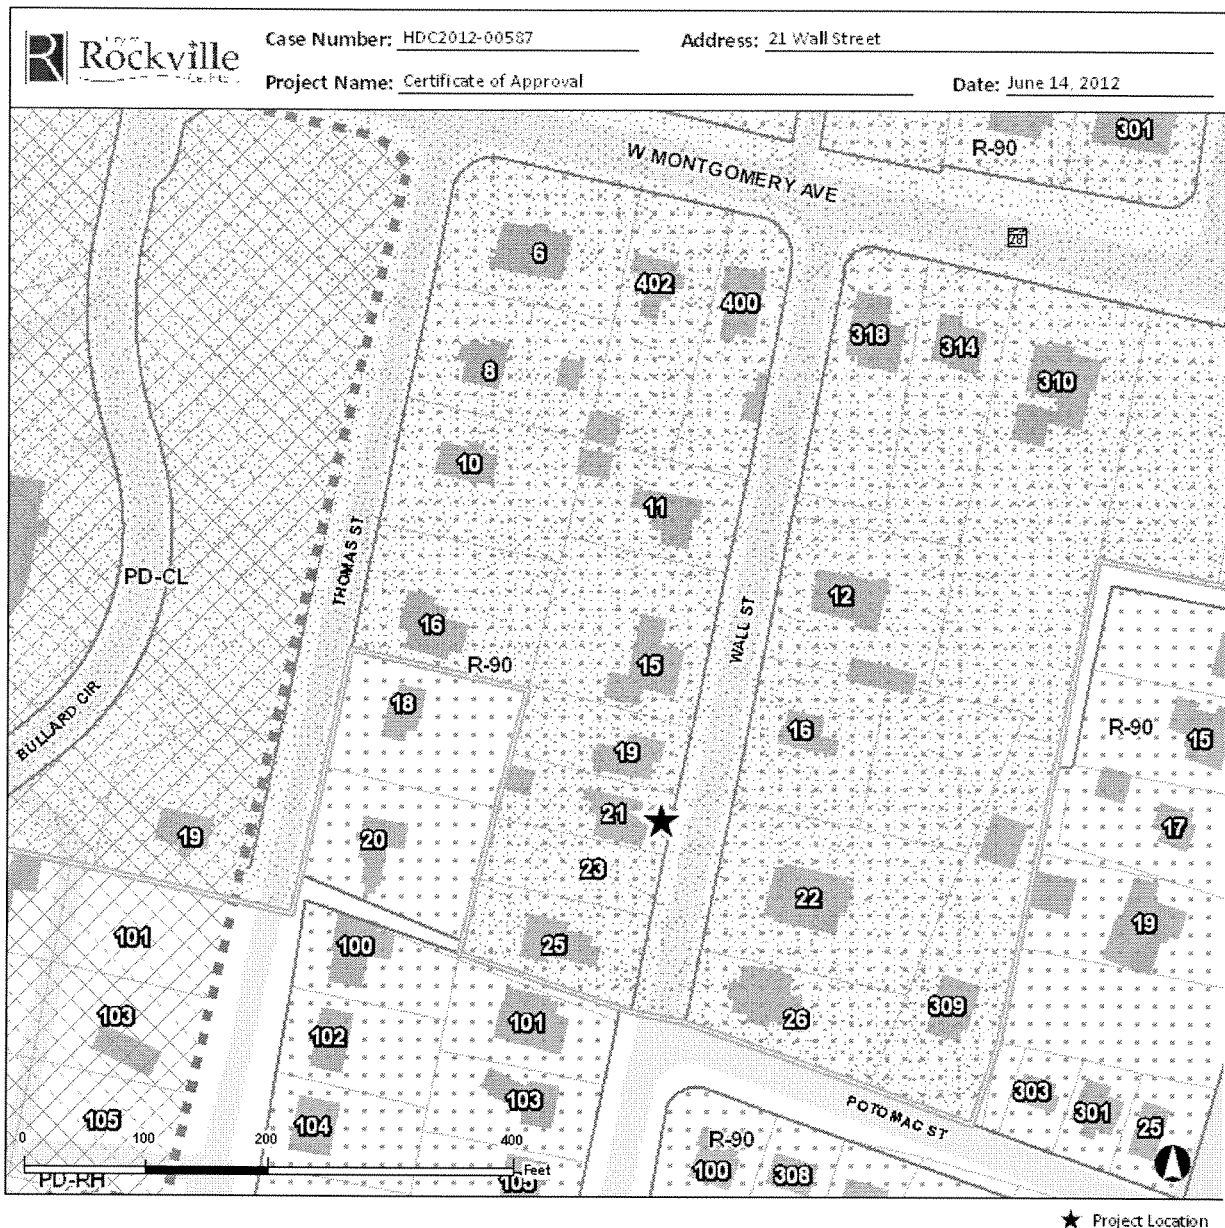 City of
Rockville
Case Number: HDC2012-00587
Address: 21 Wall Street
Project Name: Certificate of Approval
Date: June 14, 2012
W MONTGOMERY AVE
R-90
301
28
6
402
400
318
314
310
8
10
11
THOMAS ST
PD-CL
WALL ST
12
16
R-90
15
18
BULLARD CIR
16
R-90
15
19
21
19
20
23
17
22
19
25
100
101
103
102
101
26
309
105
104
103
POTOMAC ST
303
301
25
R-90
100
308
0 100 200 400
Feet
PD-RH
105
★ Project Location